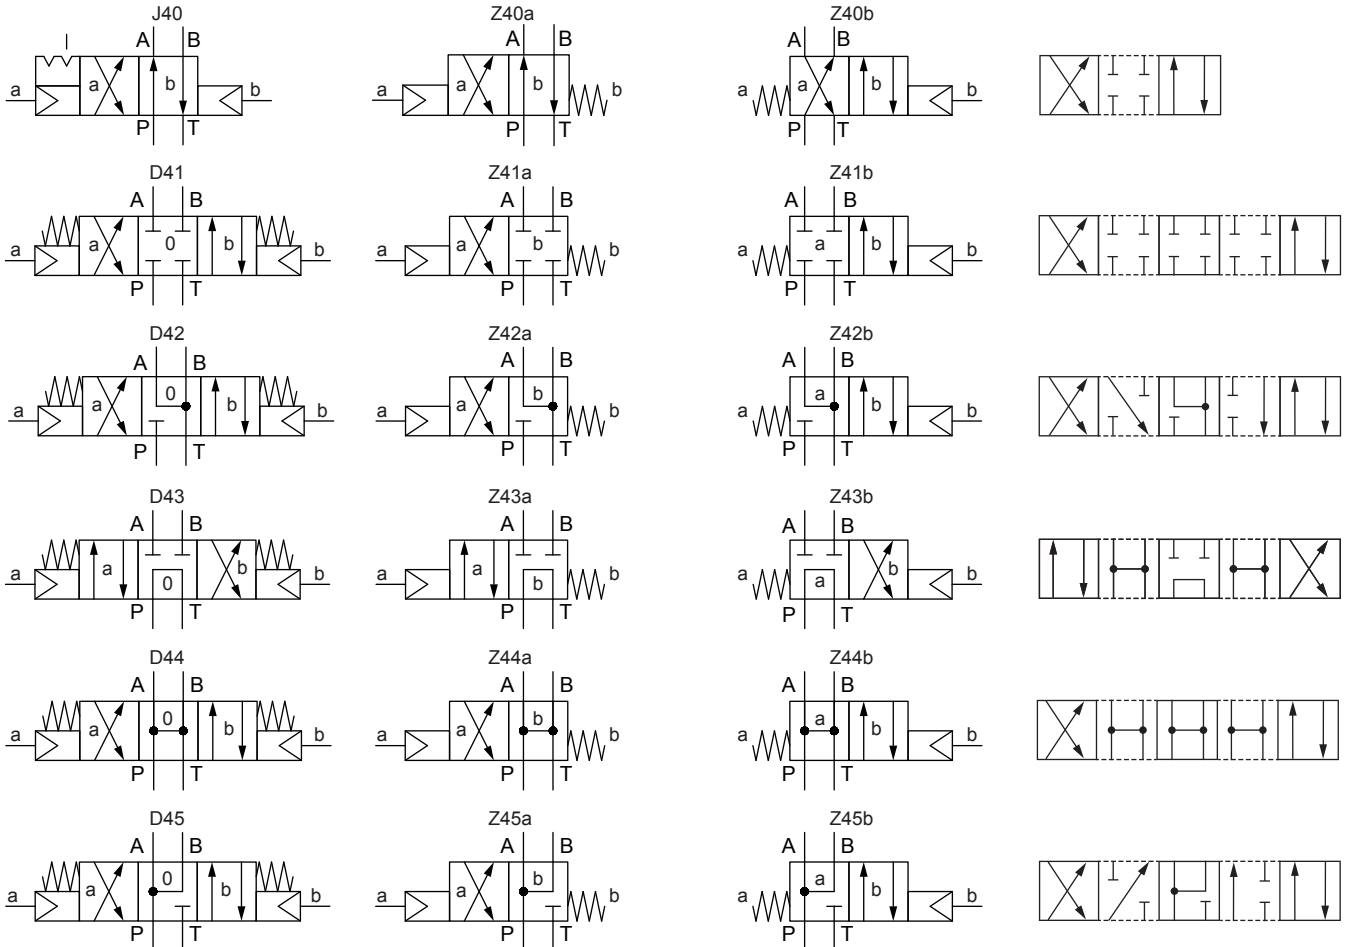 J40 Z40a Z40b
A B A B A B
a a b b a b b a a b b
P T P T P T
D41 Z41a Z41b
A B A B A B
a a 0 b b a a b b a a b b
P T P T P T
D42 Z42a Z42b
A B A B A B
a a 0 b b a a b b a a b b
P T P T P T
D43 Z43a Z43b
A B A B A B
a a 0 b b a a b b a a b b
P T P T P T
D44 Z44a Z44b
A B A B A B
a a 0 b b a a b b a a b b
P T P T P T
D45 Z45a Z45b
A B A B A B
a a 0 b b a a b b a a b b
P T P T P T